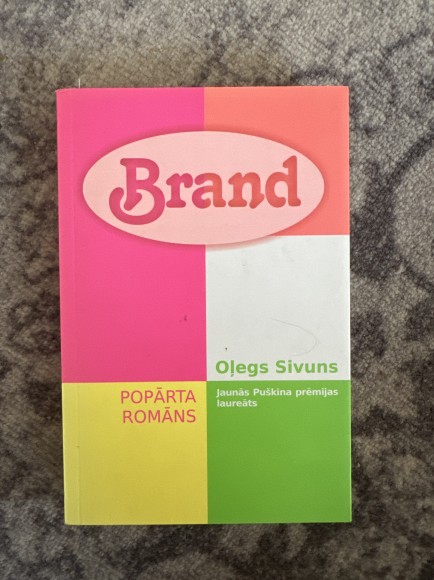 Brand
Oļegs Sivuns
POPĀRTA
ROMĀNS
Jaunās Puškina prēmijas
laureāts